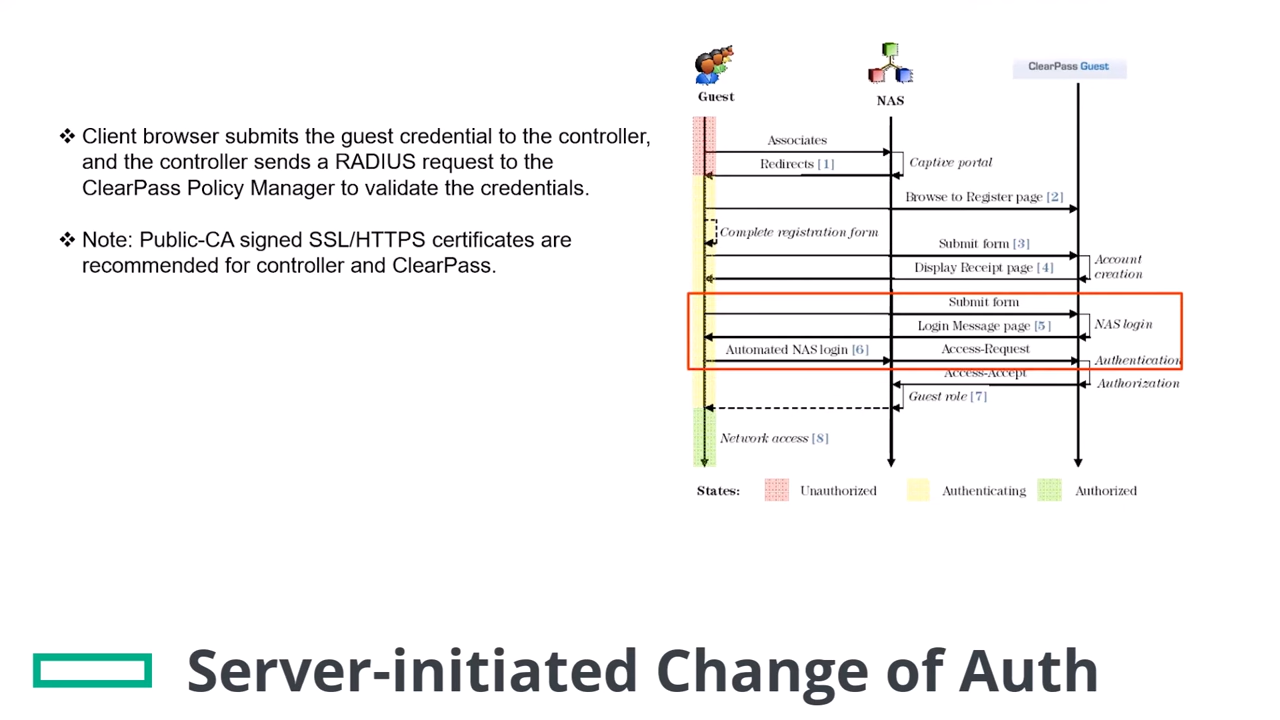 ❖ Client browser submits the guest credential to the controller,
and the controller sends a RADIUS request to the
ClearPass Policy Manager to validate the credentials.
❖ Note: Public-CA signed SSL/HTTPS certificates are
recommended for controller and ClearPass.
Guest
NAS
ClearPass Guest
Associates
Redirects [1]
Captive portal
Browse to Register page [2]
Complete registration form
Submit form [3]
Display Receipt page [4]
Account
creation
Submit form
Login Message page [5]
NAS login
Automated NAS login [6]
Access-Request
Authentication
Access-Accept
Authorization
Guest role [7]
Network access [8]
States:
Unauthorized
Authenticating
Authorized
Server-initiated Change of Auth